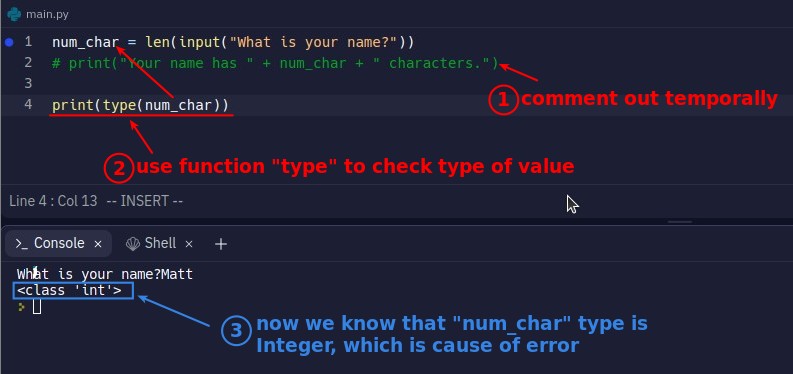 main.py
1 num_char = len(input("What is your name?"))
2 # print("Your name has " + num_char + " characters.")
1 comment out temporally
3
4 print(type(num_char))
2 use function "type" to check type of value
Line 4 : Col 13 -- INSERT --
Console × Shell × +
What is your name?Matt
<class 'int'>
3 now we know that "num_char" type is
Integer, which is cause of error